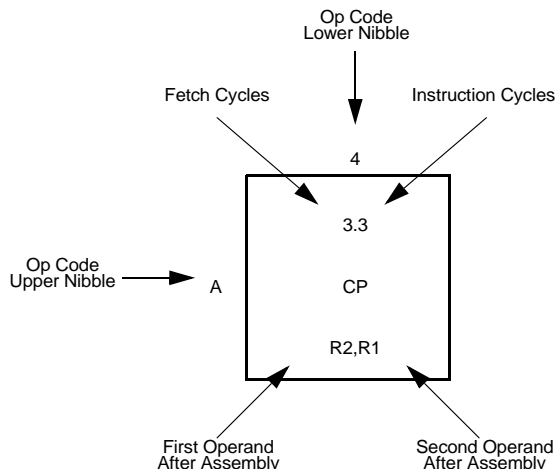 Op Code
Lower Nibble
Fetch Cycles
Instruction Cycles
4
3.3
Op Code
Upper Nibble
A
CP
R2,R1
First Operand
After Assembly
Second Operand
After Assembly